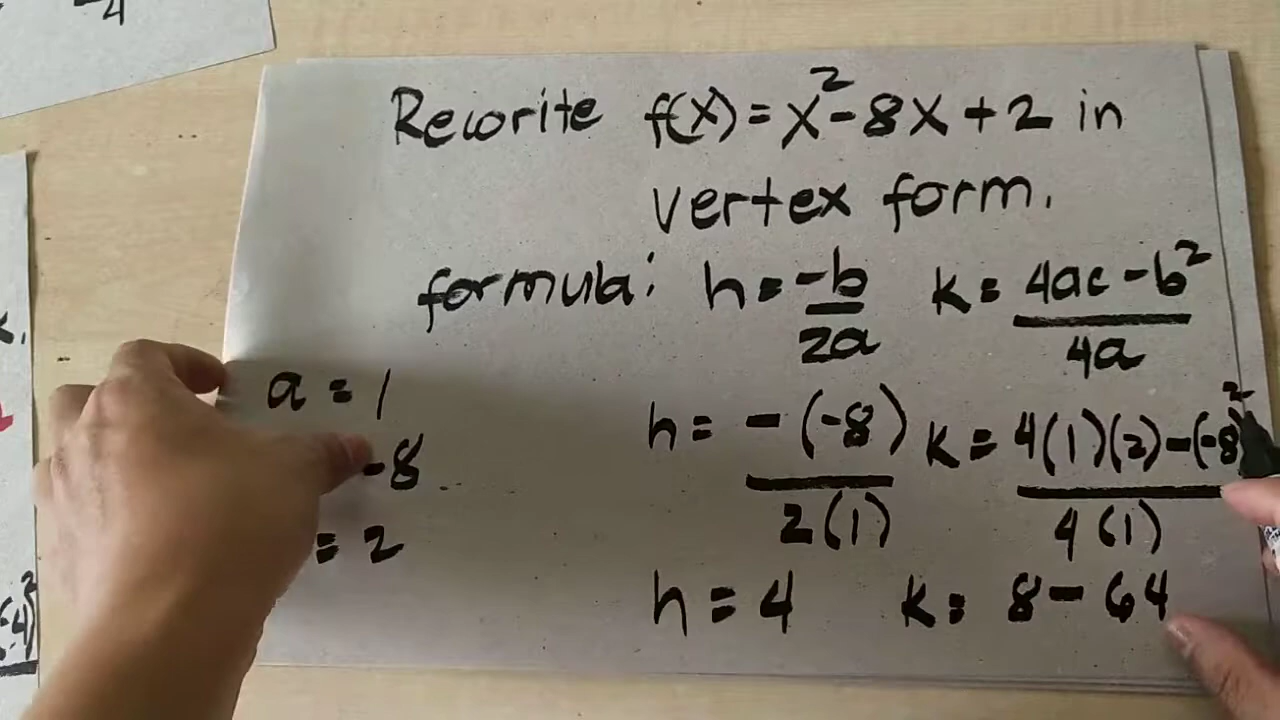 -4
Rewrite f(x) = x² - 8x + 2 in
vertex form.
formula: h = -b/2a k = 4ac - b²/4a
a = 1
-8
= 2
h = -(-8)/2(1) k = 4(1)(2) - (-8)²/4(1)
h = 4 k = 8 - 64